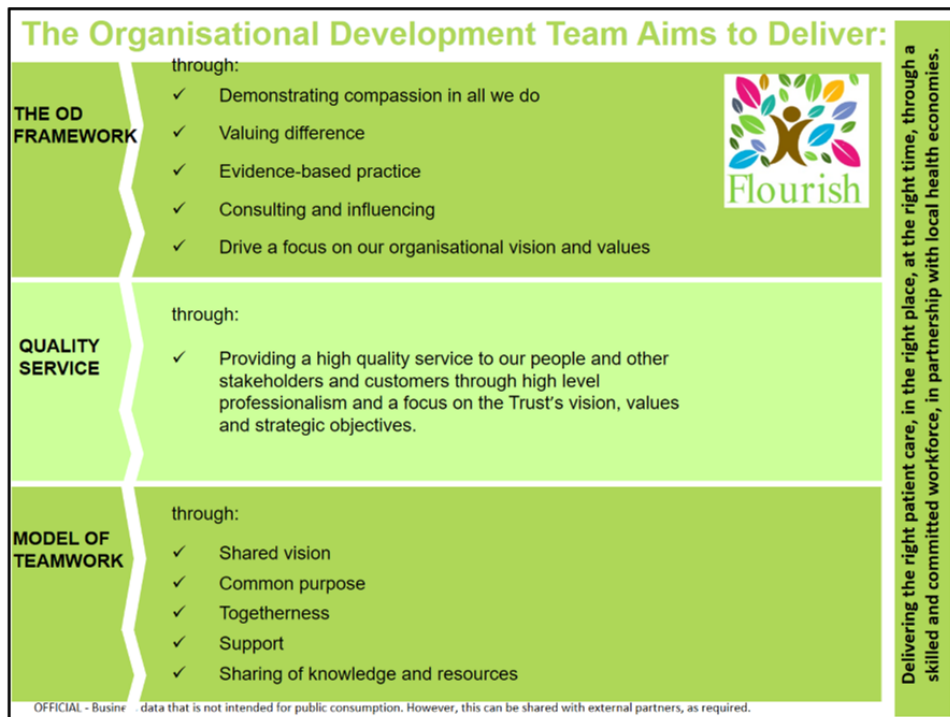 The Organisational Development Team Aims to Deliver:
THE OD
FRAMEWORK
through:
✓ Demonstrating compassion in all we do
✓ Valuing difference
✓ Evidence-based practice
✓ Consulting and influencing
✓ Drive a focus on our organisational vision and values
Flourish
QUALITY
SERVICE
through:
✓ Providing a high quality service to our people and other
stakeholders and customers through high level
professionalism and a focus on the Trust's vision, values
and strategic objectives.
MODEL OF
TEAMWORK
through:
✓ Shared vision
✓ Common purpose
✓ Togetherness
✓ Support
✓ Sharing of knowledge and resources
Delivering the right patient care, in the right place, at the right time, through a
skilled and committed workforce, in partnership with local health economies.
OFFICIAL - Busine data that is not intended for public consumption. However, this can be shared with external partners, as required.